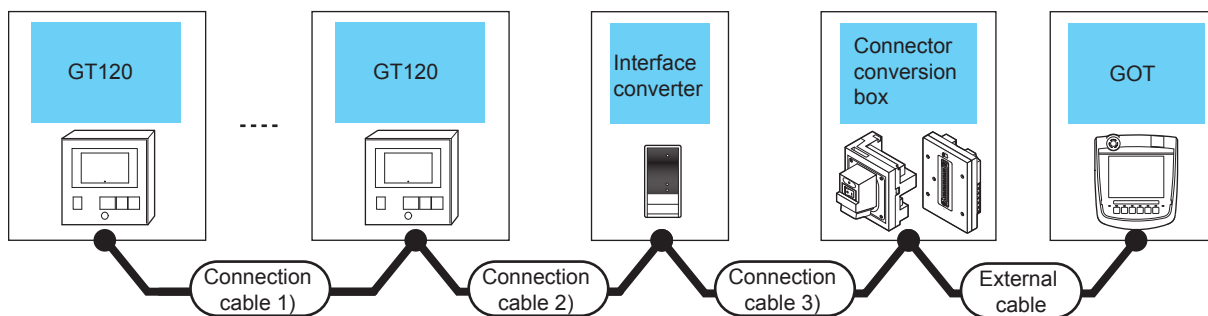 GT120
GT120
Interface
converter
Connector
conversion
box
GOT
Connection
cable 1)
Connection
cable 2)
Connection
cable 3)
External
cable